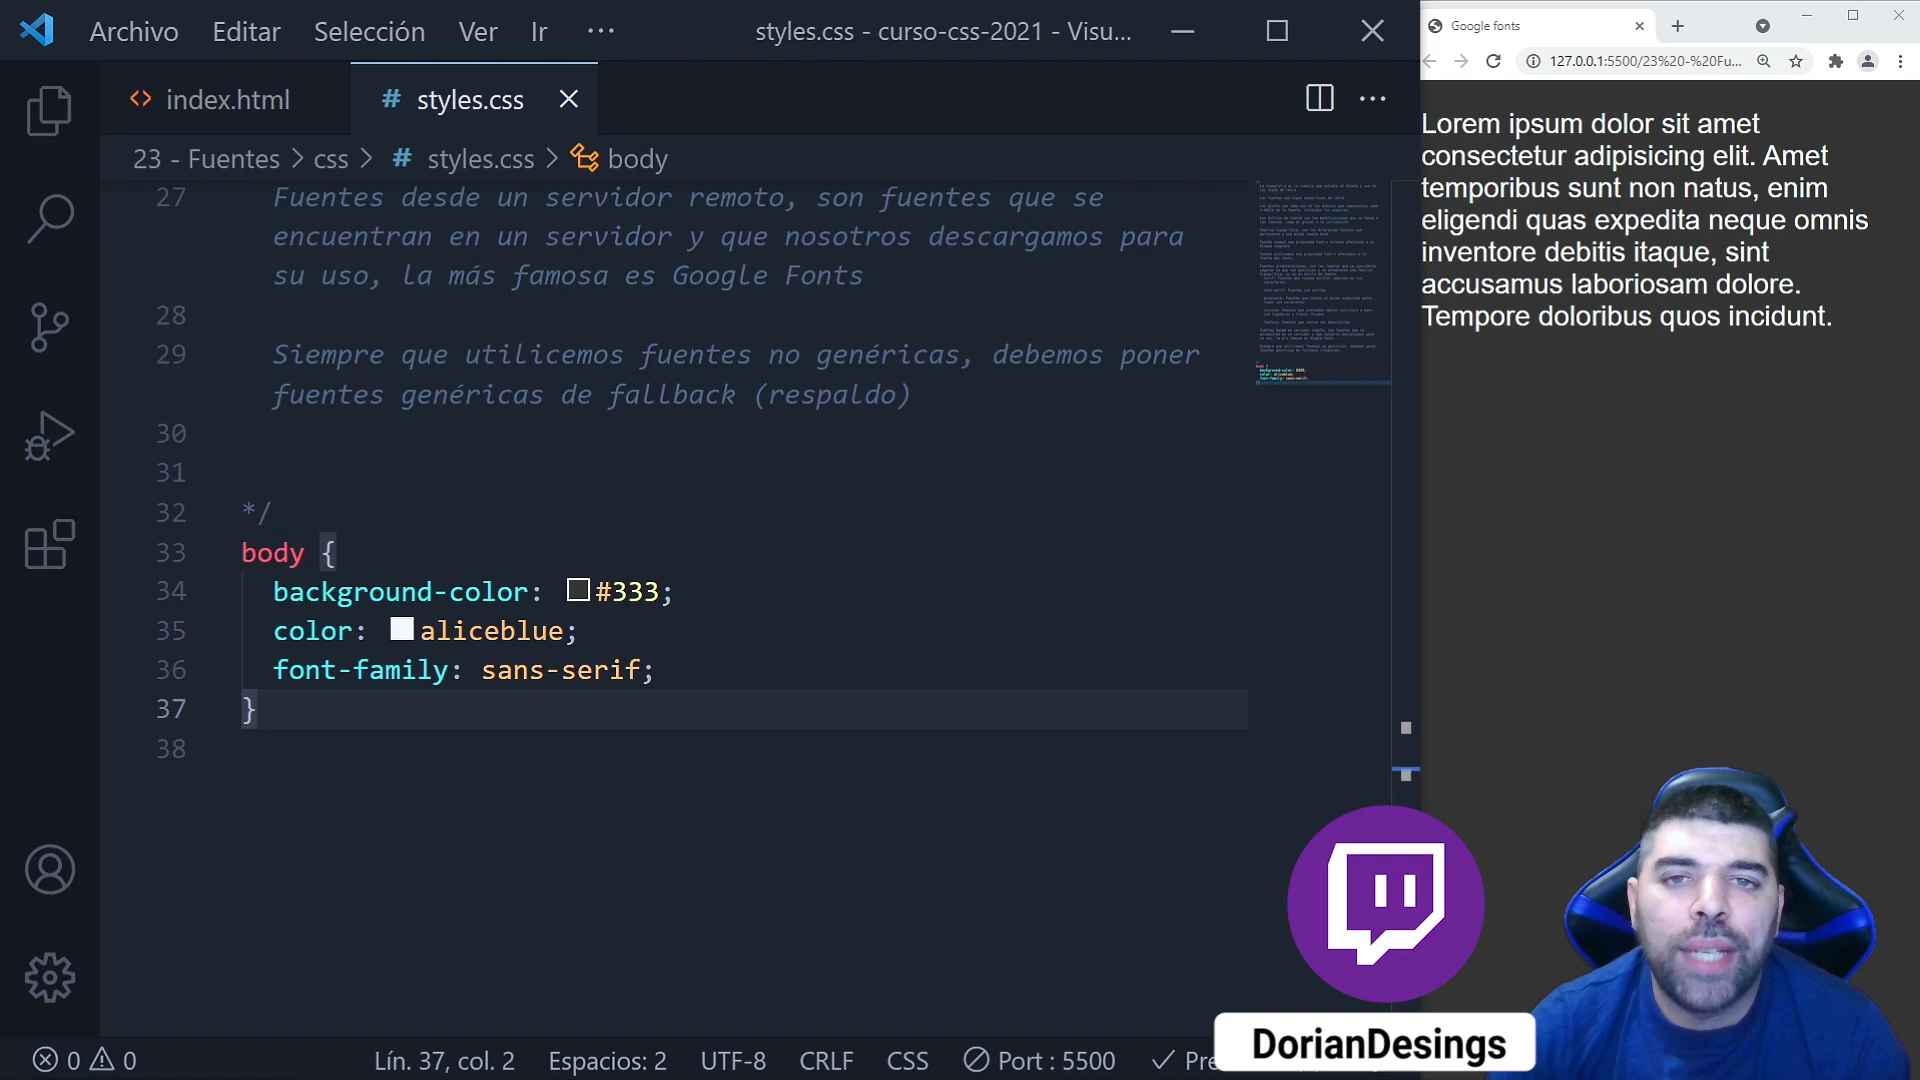 Archivo Editar Selección Ver Ir ··· styles.css - curso-css-2021 - Visu...
index.html
# styles.css
23 - Fuentes > css > # styles.css > body
27 Fuentes desde un servidor remoto, son fuentes que se
encuentran en un servidor y que nosotros descargamos para
su uso, la más famosa es Google Fonts
28
29 Siempre que utilicemos fuentes no genéricas, debemos poner
fuentes genéricas de fallback (respaldo)
30
31
32 */
33 body {
34 background-color: #333;
35 color: aliceblue;
36 font-family: sans-serif;
37 }
38
0 0 Lín. 37, col. 2 Espacios: 2 UTF-8 CRLF CSS Port : 5500
Google fonts
127.0.0.1:5500/23%20-%20Fu...
Lorem ipsum dolor sit amet
consectetur adipisicing elit. Amet
temporibus sunt non natus, enim
eligendi quas expedita neque omnis
inventore debitis itaque, sint
accusamus laboriosam dolore.
Tempore doloribus quos incidunt.
DorianDesings